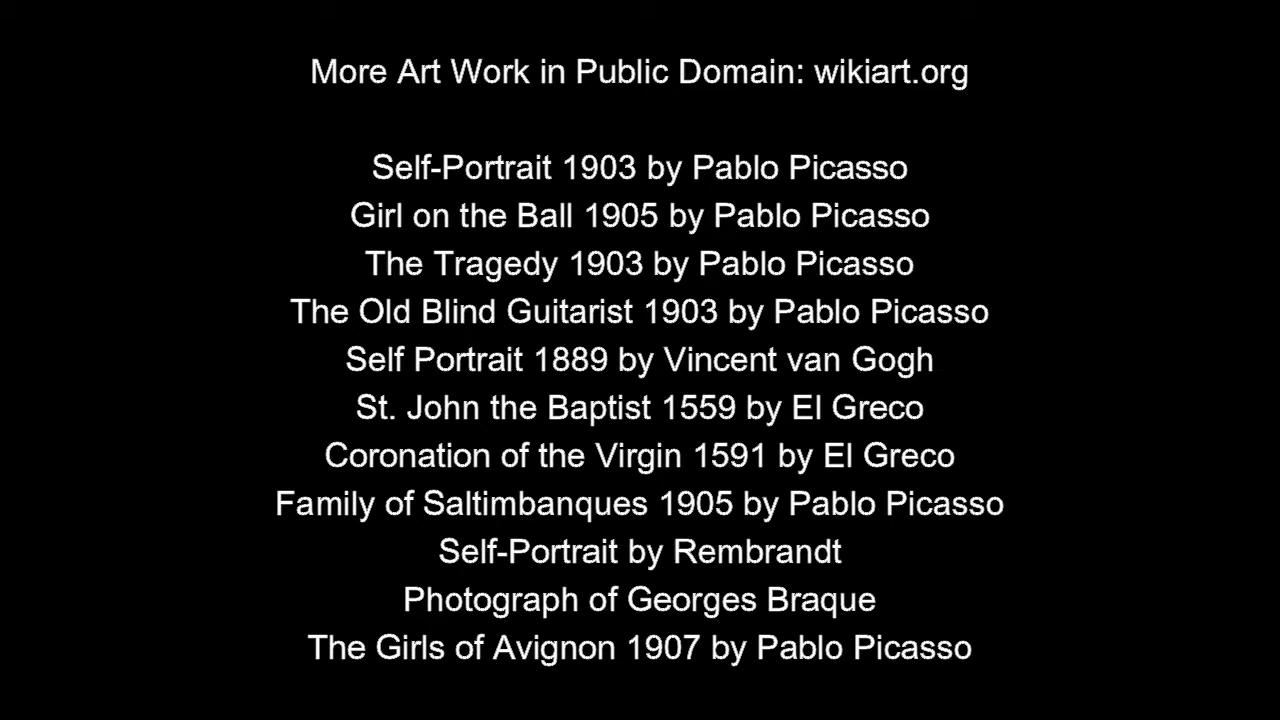 More Art Work in Public Domain: wikiart.org
Self-Portrait 1903 by Pablo Picasso
Girl on the Ball 1905 by Pablo Picasso
The Tragedy 1903 by Pablo Picasso
The Old Blind Guitarist 1903 by Pablo Picasso
Self Portrait 1889 by Vincent van Gogh
St. John the Baptist 1559 by El Greco
Coronation of the Virgin 1591 by El Greco
Family of Saltimbanques 1905 by Pablo Picasso
Self-Portrait by Rembrandt
Photograph of Georges Braque
The Girls of Avignon 1907 by Pablo Picasso